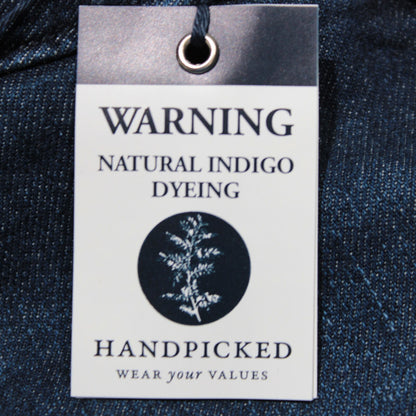 WARNING
NATURAL INDIGO
DYEING
HANDPICKED
WEAR your VALUES